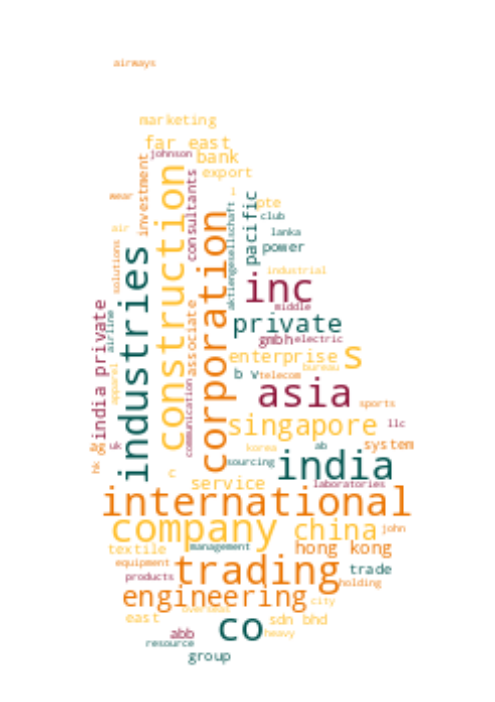 airways
marketing
far east
johnson
bank
investment
construction
consultants
export
wear
i
pte
air
aktiengesellschaft
pacific
club
lanka
power
corporation
industries
solutions
industrial
inc
middle
india private
airline
associate
private
gmbh
electric
enterprise
s
bureau
apparel
communication
b v
telecom
asia
sports
singapore
llc
uk
korea
ab
system
hk
sourcing
india
c
service
laboratories
international
company
china
john
textile
management
hong kong
equipment
trading
trade
products
holding
engineering
city
overseas
east
co
sdn bhd
abb
heavy
resource
group